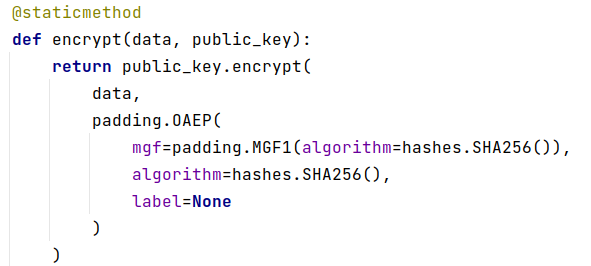 @staticmethod
def encrypt(data, public_key):
    return public_key.encrypt(
        data,
        padding.OAEP(
            mgf=padding.MGF1(algorithm=hashes.SHA256()),
            algorithm=hashes.SHA256(),
            label=None
        )
    )